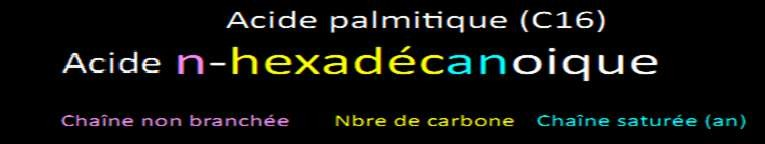 Acide palmitique (C16)
Acide n-hexadécanoique
Chaîne non branchée Nbre de carbone Chaîne saturée (an)